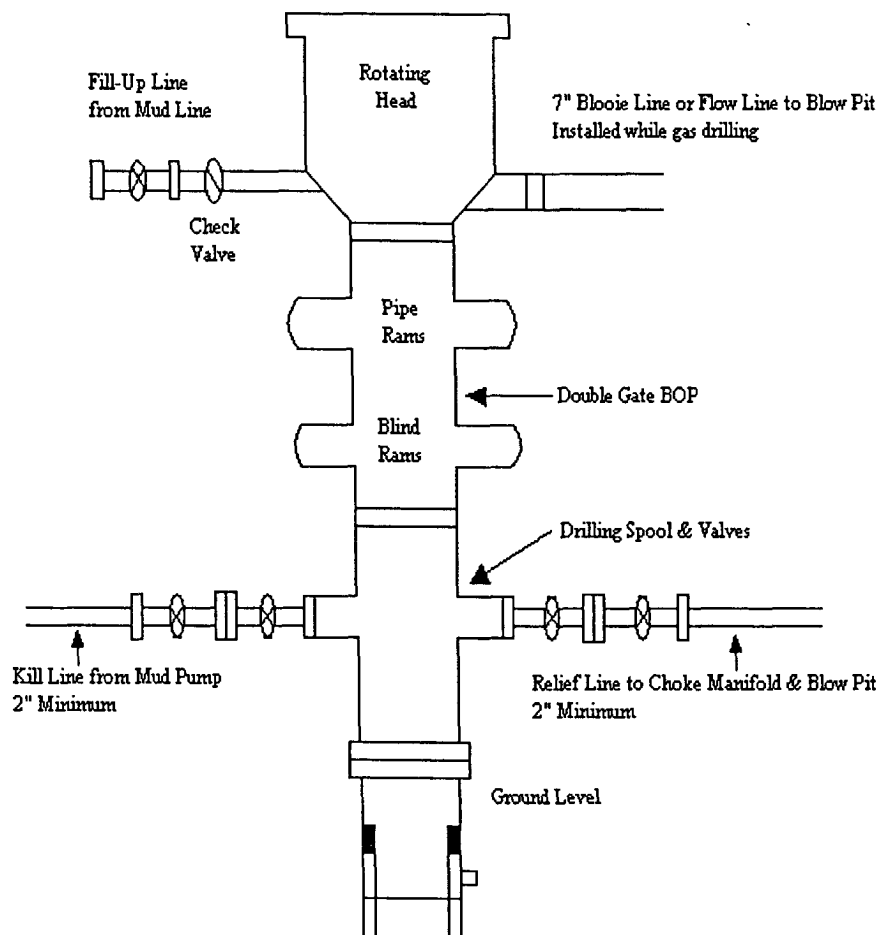 Rotating
Head
Fill-Up Line
from Mud Line
7" Blooie Line or Flow Line to Blow Pit
Installed while gas drilling
Check
Valve
Pipe
Rams
Double Gate BOP
Blind
Rams
Drilling Spool & Valves
Kill Line from Mud Pump
2" Minimum
Relief Line to Choke Manifold & Blow Pit
2" Minimum
Ground Level